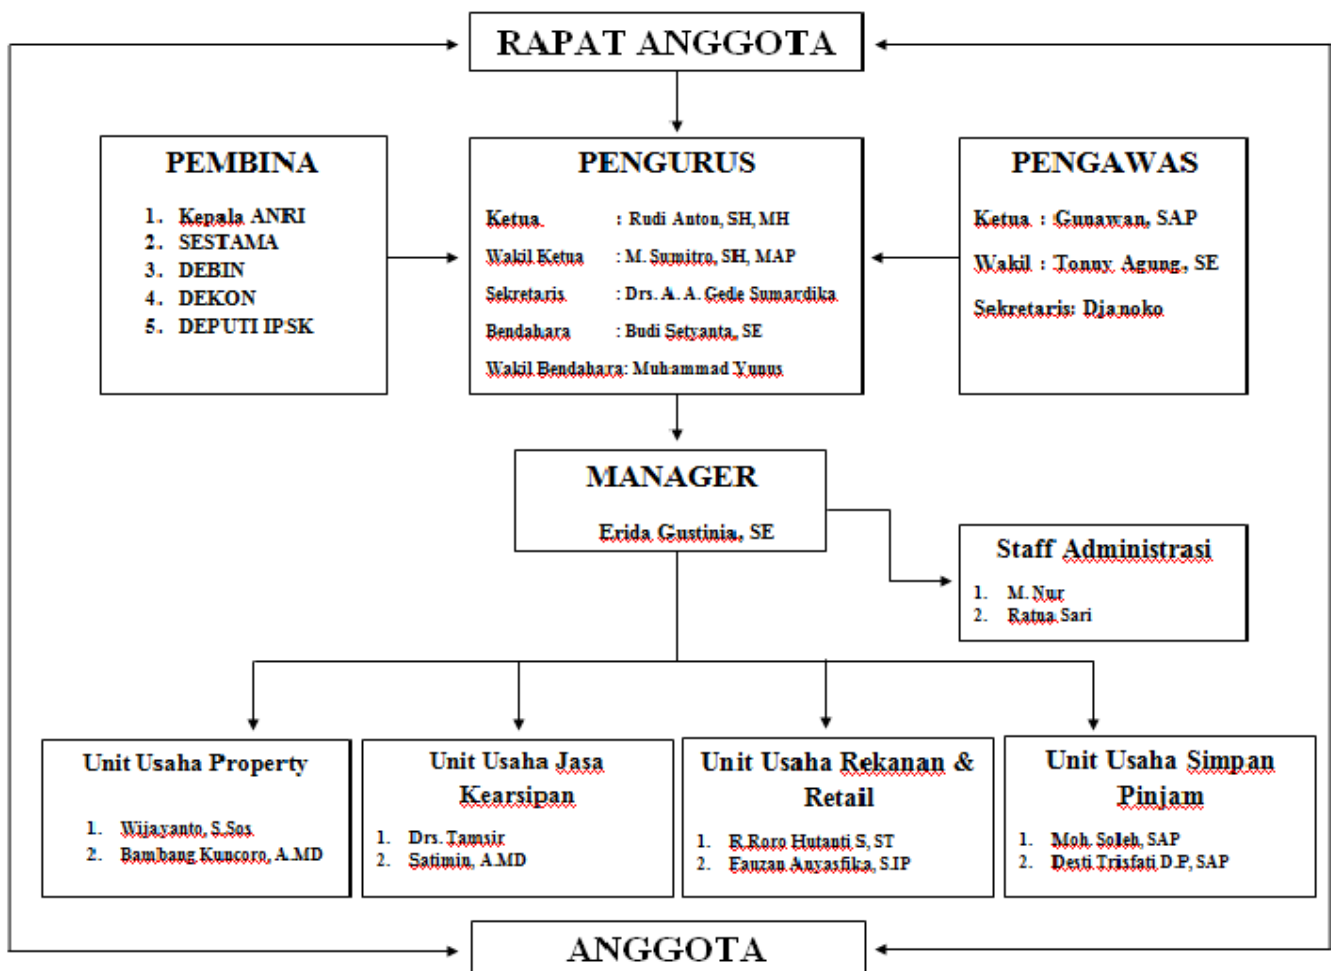 RAPAT ANGGOTA
PEMBINA
1. Kepala ANRI
2. SESTAMA
3. DEBIN
4. DEKON
5. DEPUTI IPSK
PENGURUS
Ketua : Rudi Anton, SH, MH
Wakil Ketua : M. Sumitro, SH, MAP
Sekretaris : Drs. A. A. Gede Sumardika
Bendahara : Budi Setyanta, SE
Wakil Bendahara: Muhammad Yunus
PENGAWAS
Ketua : Gunawan, SAP
Wakil : Tonny Agung, SE
Sekretaris: Djanoko
MANAGER
Erida Gustinia, SE
Staff Administrasi
1. M. Nur
2. Ratna Sari
Unit Usaha Property
1. Wijayanto, S.Sos
2. Bambang Kuncoro, A.MD
Unit Usaha Jasa
Kearsipan
1. Drs. Tamsir
2. Satimin, A.MD
Unit Usaha Rekanan &
Retail
1. R.Roro Hutanti S, ST
2. Fauzan Anyasfika, S.IP
Unit Usaha Simpan
Pinjam
1. Moh. Soleh, SAP
2. Desti Trisfati D.P, SAP
ANGGOTA